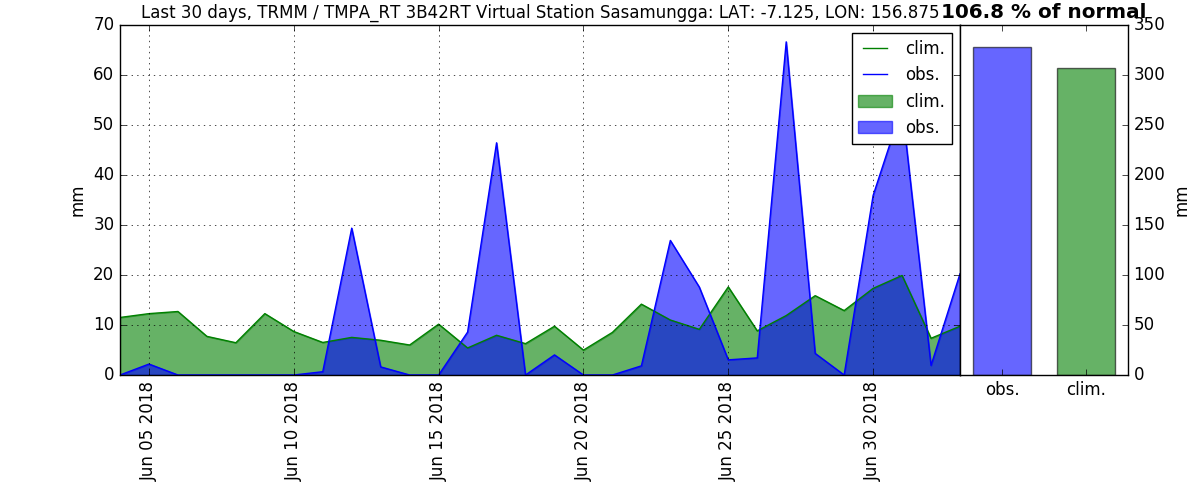 Last 30 days, TRMM / TMPA_RT 3B42RT Virtual Station Sasamungga: LAT: -7.125, LON: 156.875
106.8 % of normal
70
60
50
40
30
20
10
0
mm
clim.
obs.
clim.
obs.
350
300
250
200
150
100
50
0
mm
obs.
clim.
Jun 05 2018
Jun 10 2018
Jun 15 2018
Jun 20 2018
Jun 25 2018
Jun 30 2018